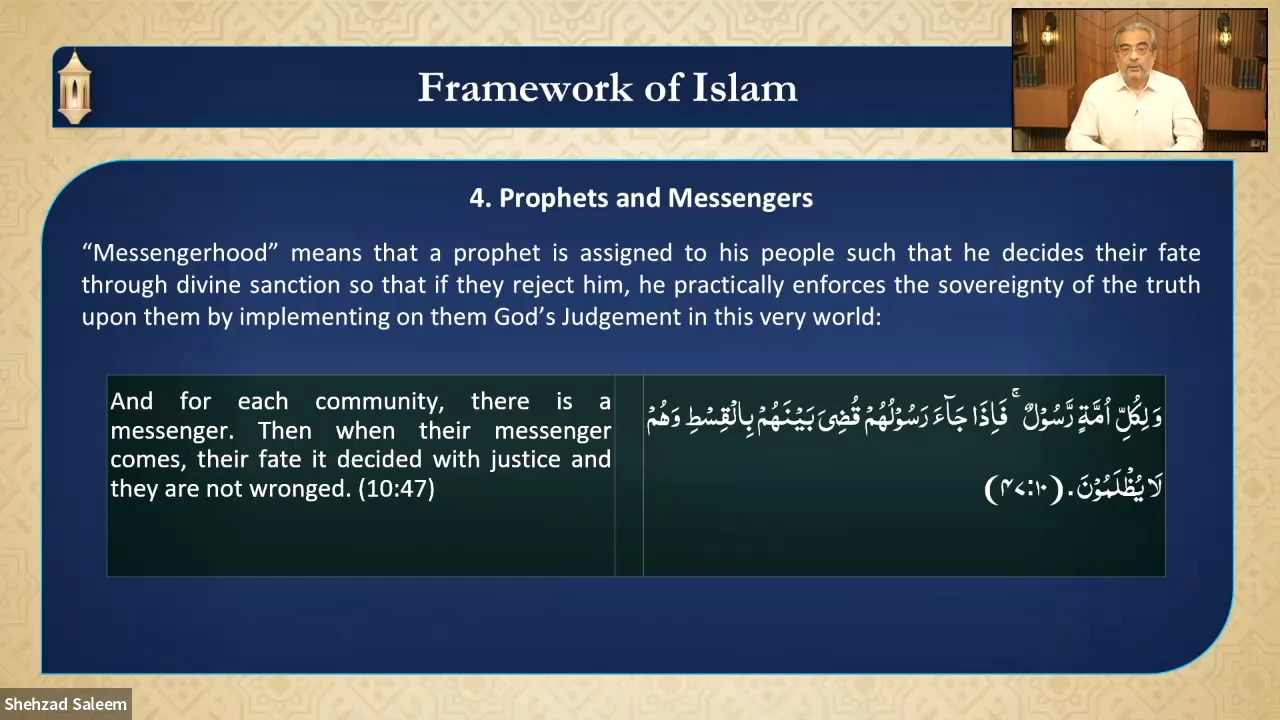 Framework of Islam
4. Prophets and Messengers
“Messengerhood” means that a prophet is assigned to his people such that he decides their fate
through divine sanction so that if they reject him, he practically enforces the sovereignty of the truth
upon them by implementing on them God’s Judgement in this very world:
And for each community, there is a
messenger. Then when their messenger
comes, their fate it decided with justice and
they are not wronged. (10:47)
وَلِكُلِّ اُمَّةٍ رَّسُوْلٌ ۚ فَاِذَا جَآءَ رَسُوْلُهُمْ قُضِیَ بَیْنَهُمْ بِالْقِسْطِ وَهُمْ
لَا یُظْلَمُوْنَ. (۱۰:۴۷)
Shehzad Saleem